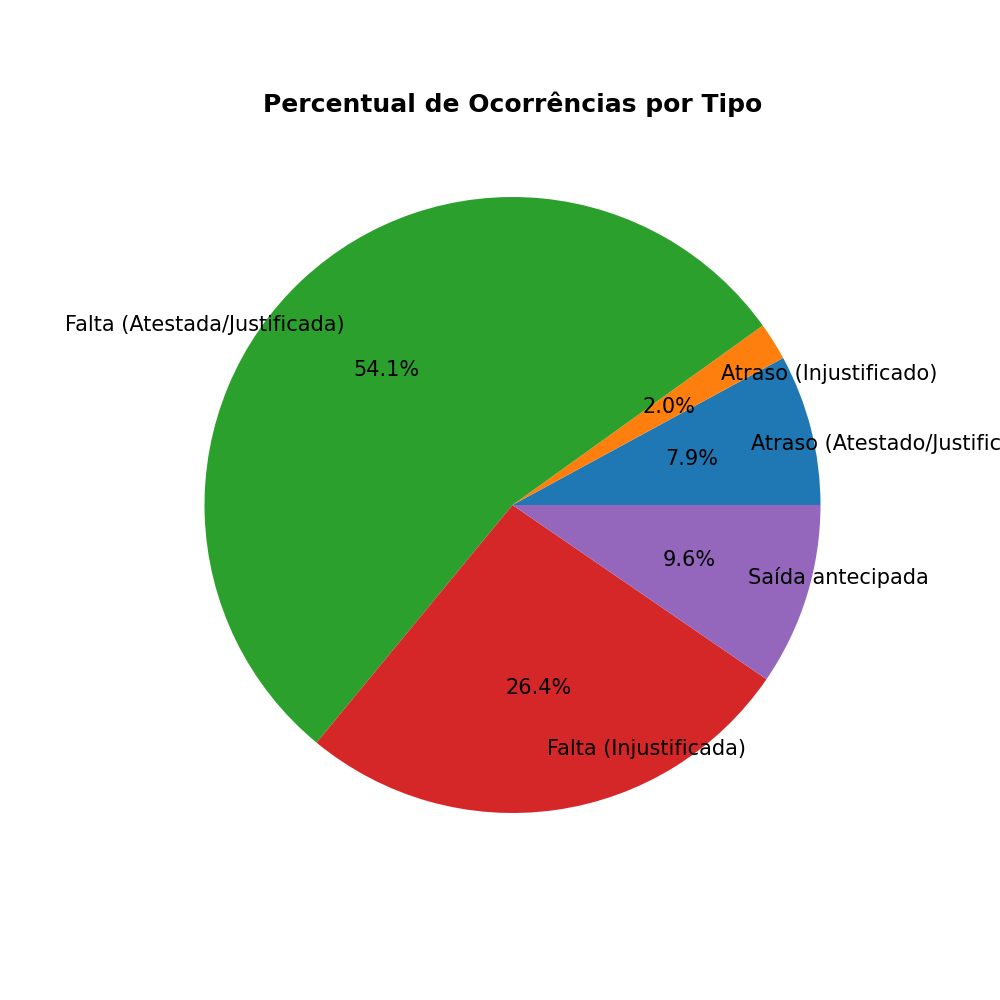 Percentual de Ocorrências por Tipo
Falta (Atestada/Justificada)
54.1%
Atraso (Injustificado)
2.0%
Atraso (Atestado/Justific
7.9%
9.6%
Saída antecipada
26.4%
Falta (Injustificada)